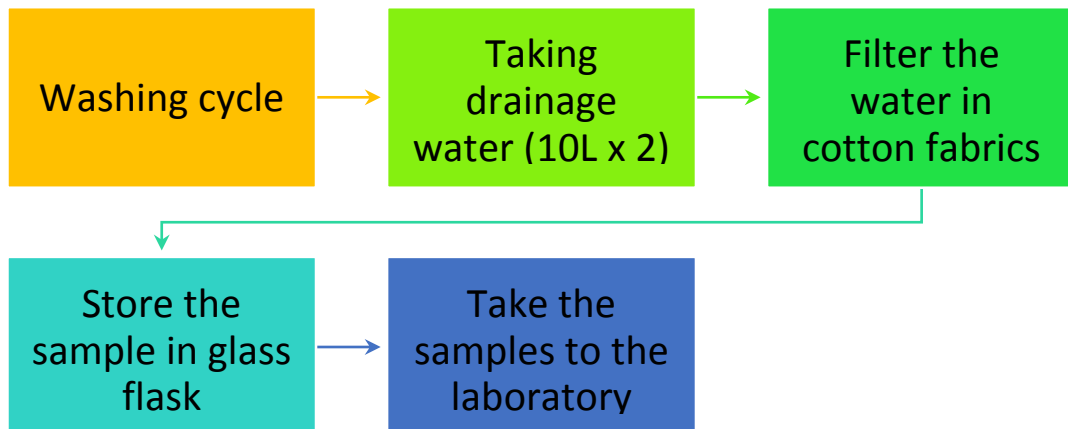 Washing cycle
Taking
drainage
water (10L x 2)
Filter the
water in
cotton fabrics
Store the
sample in glass
flask
Take the
samples to the
laboratory